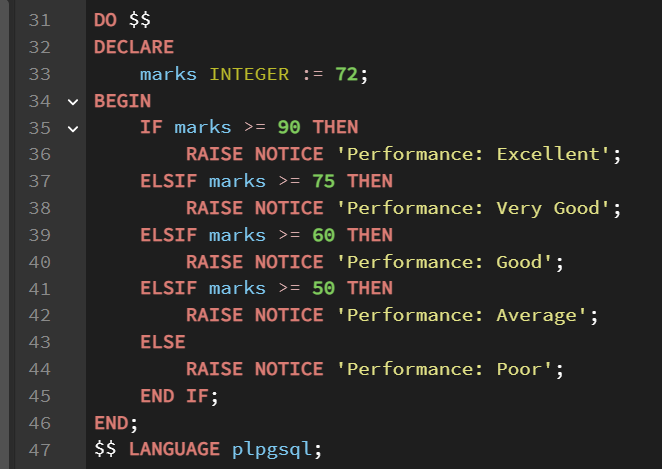 31 DO $$
32 DECLARE
33     marks INTEGER := 72;
34 BEGIN
35     IF marks >= 90 THEN
36         RAISE NOTICE 'Performance: Excellent';
37     ELSIF marks >= 75 THEN
38         RAISE NOTICE 'Performance: Very Good';
39     ELSIF marks >= 60 THEN
40         RAISE NOTICE 'Performance: Good';
41     ELSIF marks >= 50 THEN
42         RAISE NOTICE 'Performance: Average';
43     ELSE
44         RAISE NOTICE 'Performance: Poor';
45     END IF;
46 END;
47 $$ LANGUAGE plpgsql;